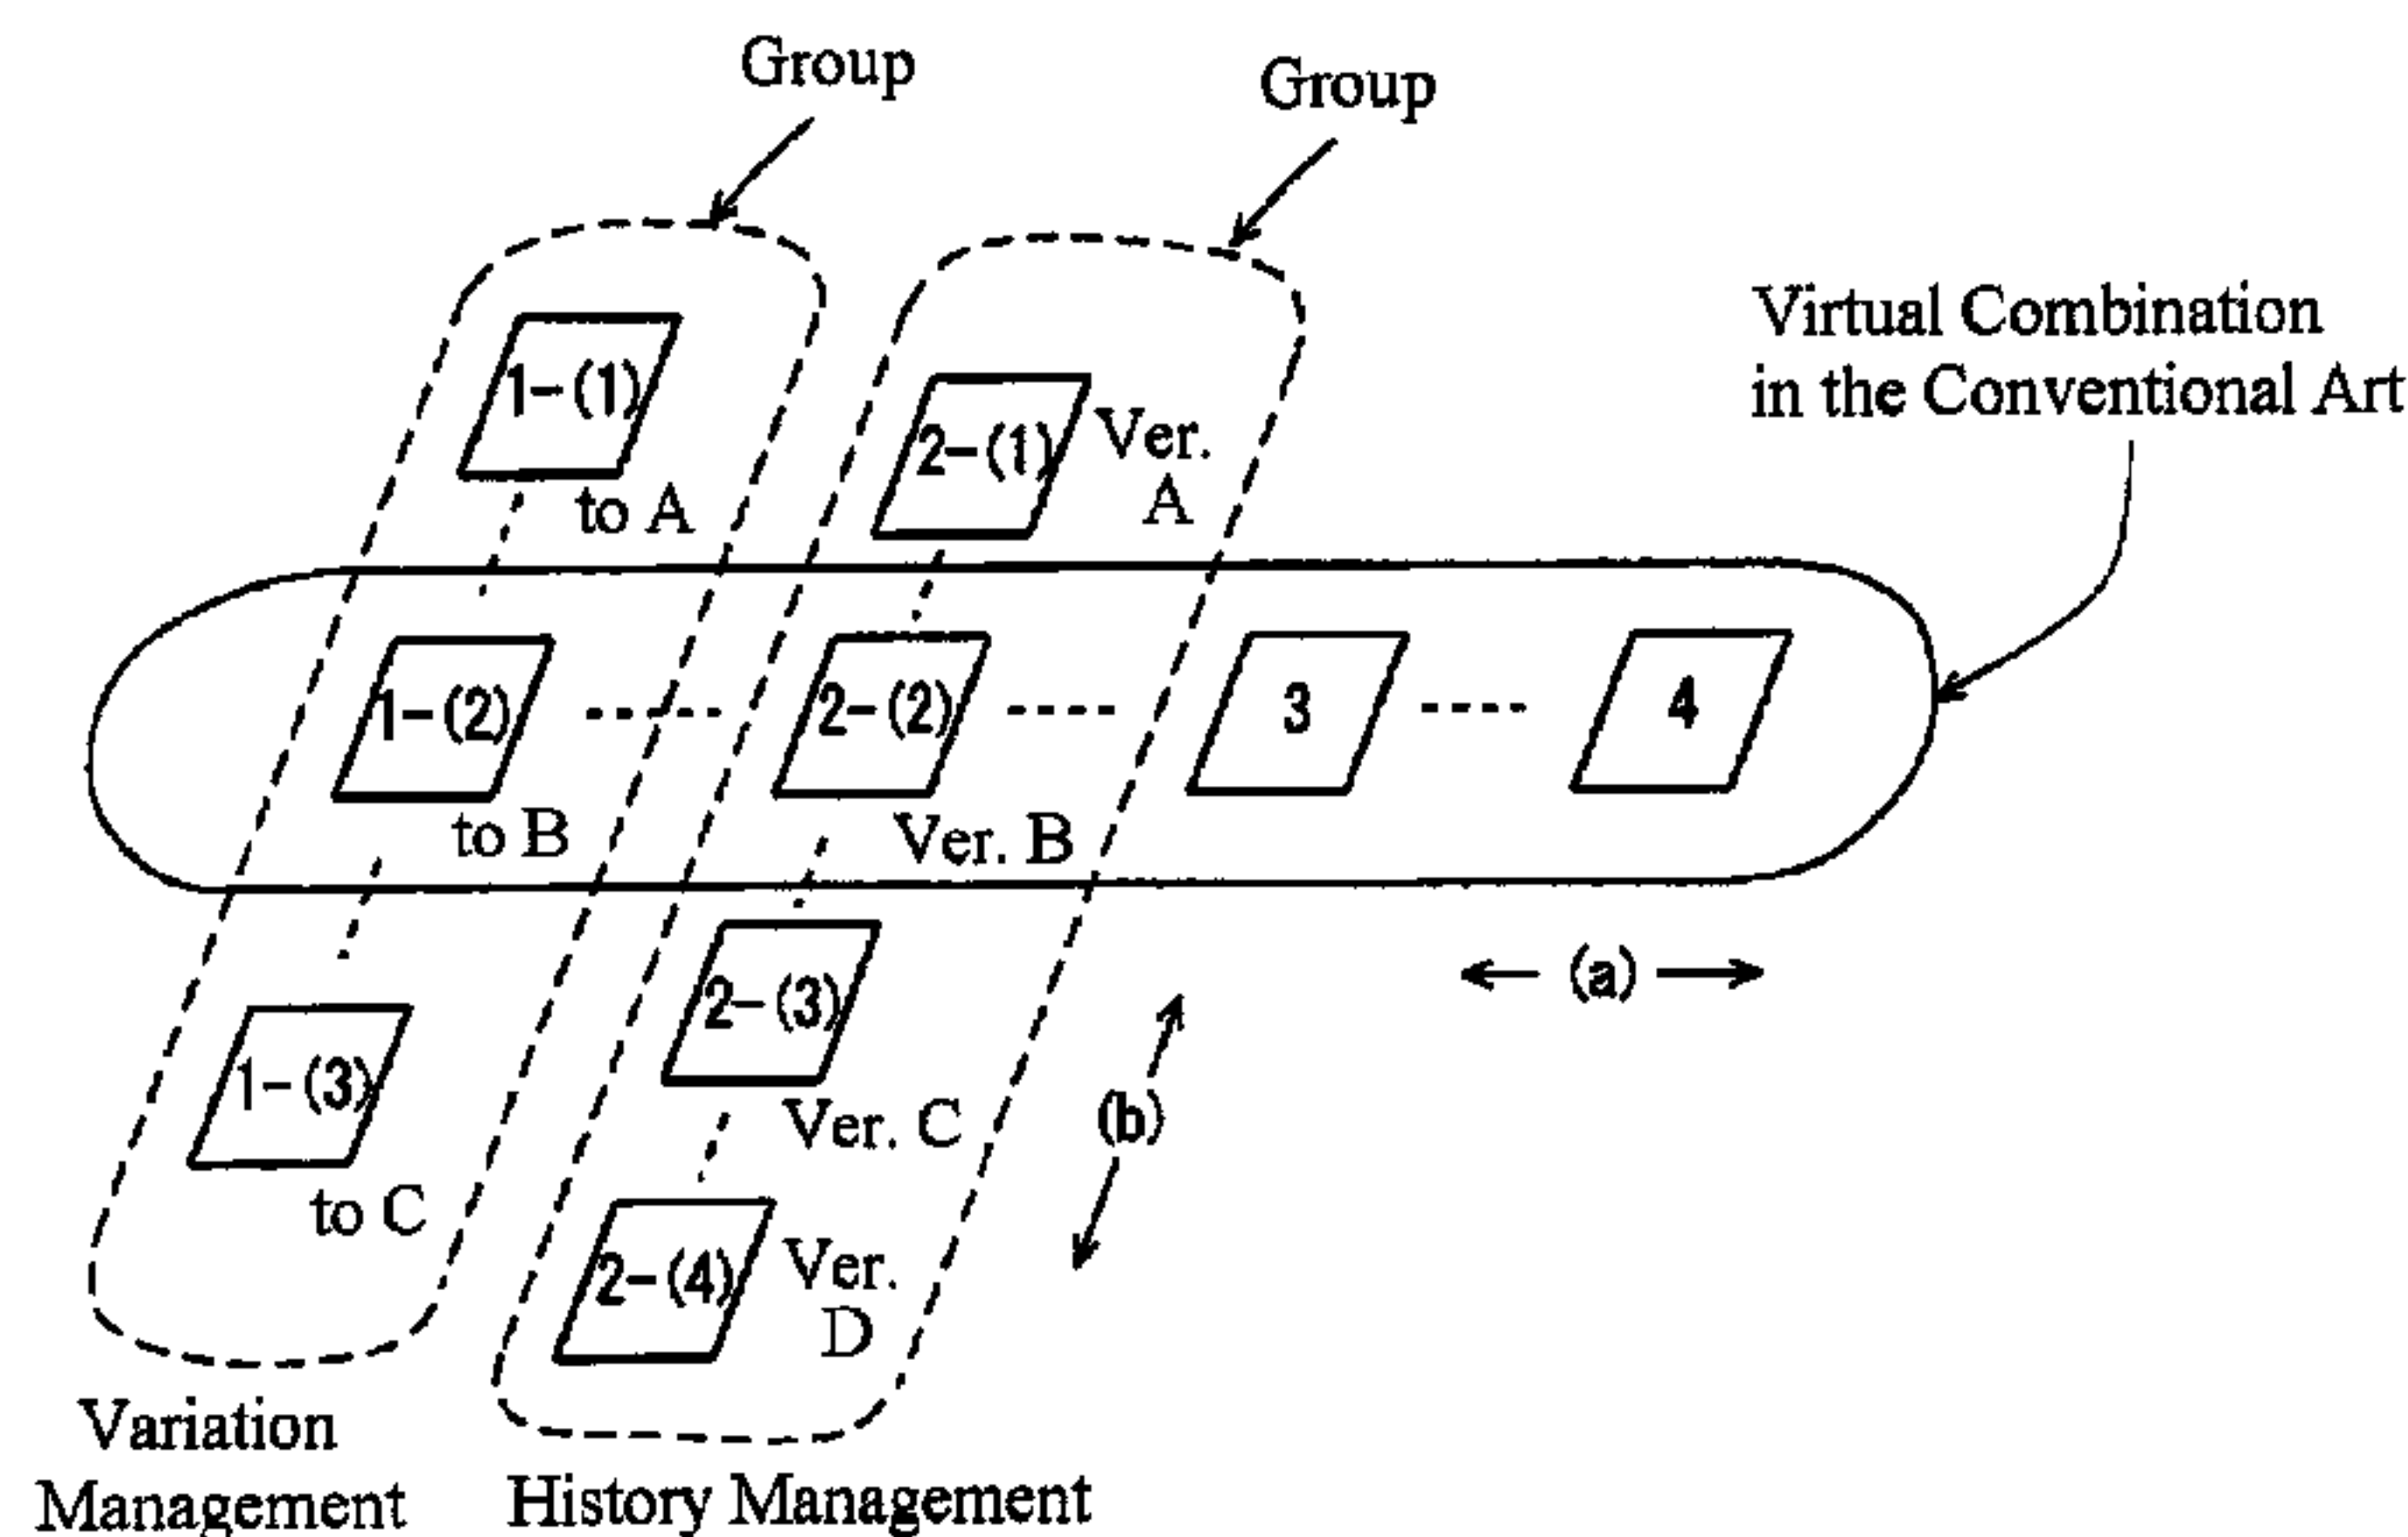 Group
Group
Virtual Combination
in the Conventional Art
1-(1)
to A
2-(1)
Ver.
A
1-(2)
to B
2-(2)
Ver. B
3
4
(a)
2-(3)
Ver. C
(b)
1-(3)
to C
2-(4)
Ver.
D
Variation
Management
History Management